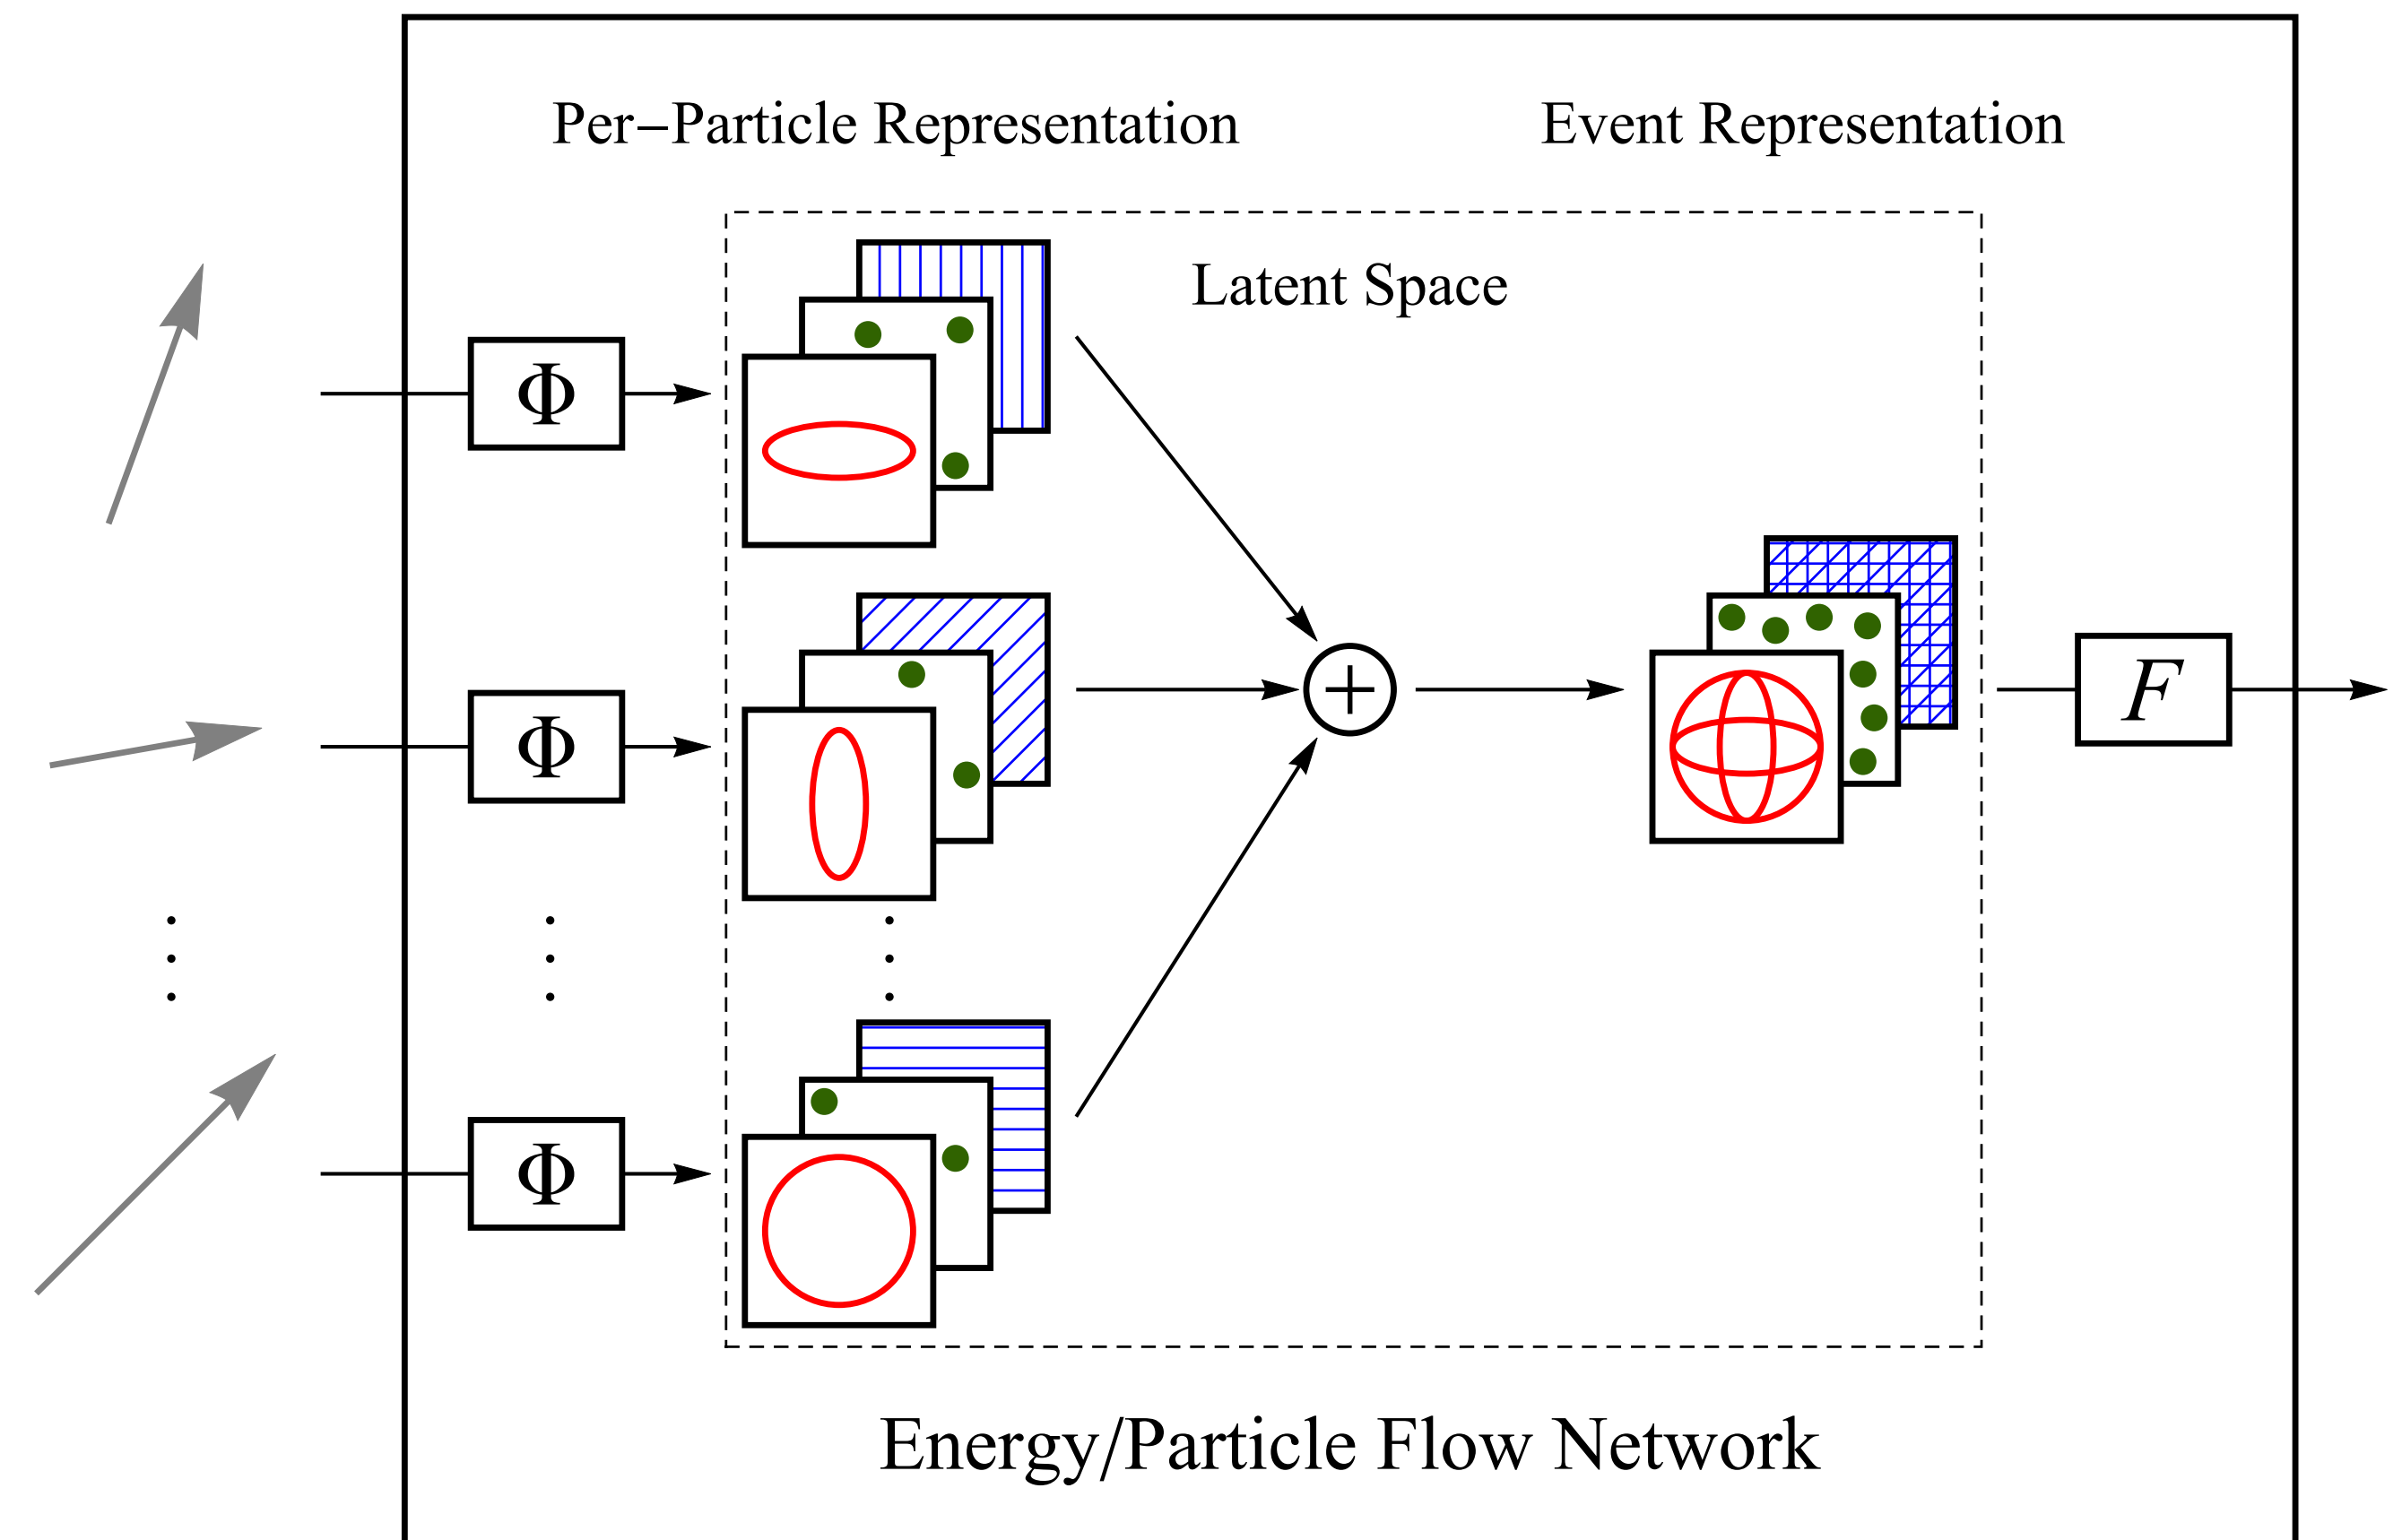 Per−Particle Representation
Event Representation
Latent Space
Φ
Φ
F
Φ
Energy/Particle Flow Network